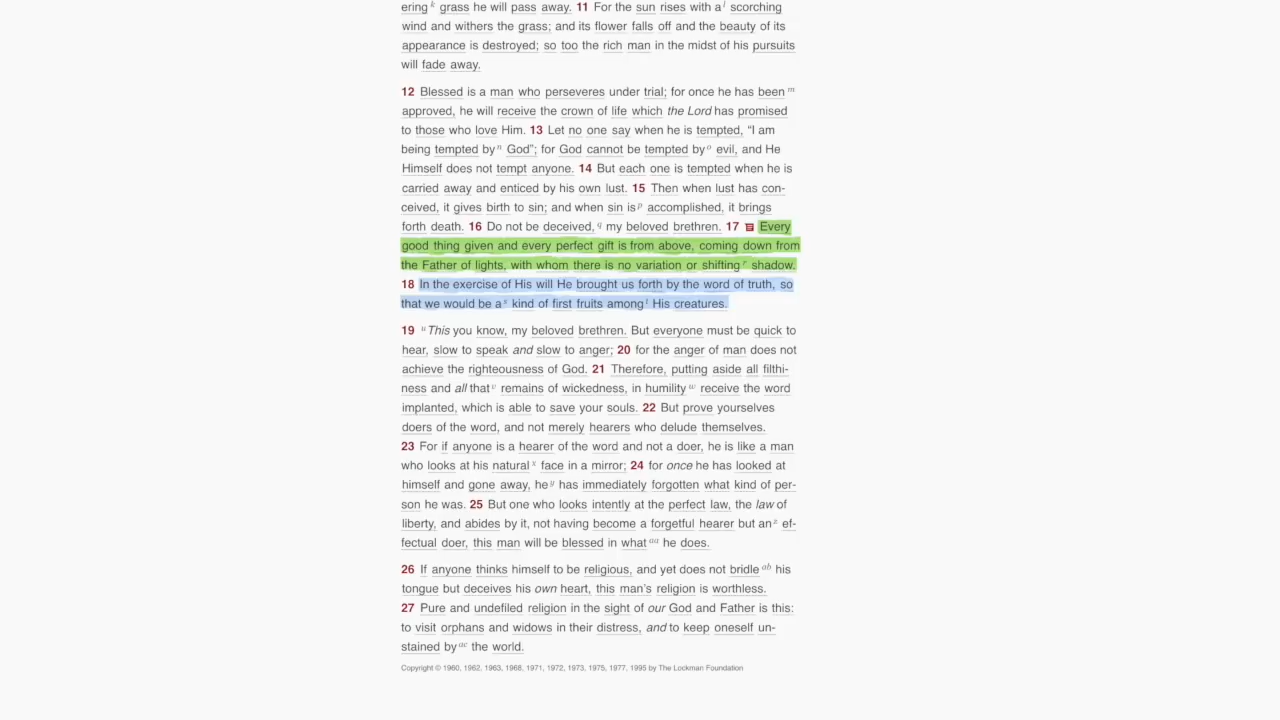 ering k grass he will pass away. 11 For the sun rises with a l scorching
wind and withers the grass; and its flower falls off and the beauty of its
appearance is destroyed; so too the rich man in the midst of his pursuits
will fade away.
12 Blessed is a man who perseveres under trial; for once he has been m
approved, he will receive the crown of life which the Lord has promised
to those who love Him. 13 Let no one say when he is tempted, “I am
being tempted by n God”; for God cannot be tempted by o evil, and He
Himself does not tempt anyone. 14 But each one is tempted when he is
carried away and enticed by his own lust. 15 Then when lust has con-
ceived, it gives birth to sin; and when sin is p accomplished, it brings
forth death. 16 Do not be deceived, q my beloved brethren. 17 Every
good thing given and every perfect gift is from above, coming down from
the Father of lights, with whom there is no variation or shifting r shadow.
18 In the exercise of His will He brought us forth by the word of truth, so
that we would be a s kind of first fruits among t His creatures.
19 u This you know, my beloved brethren. But everyone must be quick to
hear, slow to speak and slow to anger; 20 for the anger of man does not
achieve the righteousness of God. 21 Therefore, putting aside all filthi-
ness and all that v remains of wickedness, in humility w receive the word
implanted, which is able to save your souls. 22 But prove yourselves
doers of the word, and not merely hearers who delude themselves.
23 For if anyone is a hearer of the word and not a doer, he is like a man
who looks at his natural x face in a mirror; 24 for once he has looked at
himself and gone away, he y has immediately forgotten what kind of per-
son he was. 25 But one who looks intently at the perfect law, the law of
liberty, and abides by it, not having become a forgetful hearer but an z ef-
fectual doer, this man will be blessed in what aa he does.
26 If anyone thinks himself to be religious, and yet does not bridle ab his
tongue but deceives his own heart, this man’s religion is worthless.
27 Pure and undefiled religion in the sight of our God and Father is this:
to visit orphans and widows in their distress, and to keep oneself un-
stained by ac the world.
Copyright © 1960, 1962, 1963, 1968, 1971, 1972, 1973, 1975, 1977, 1995 by The Lockman Foundation